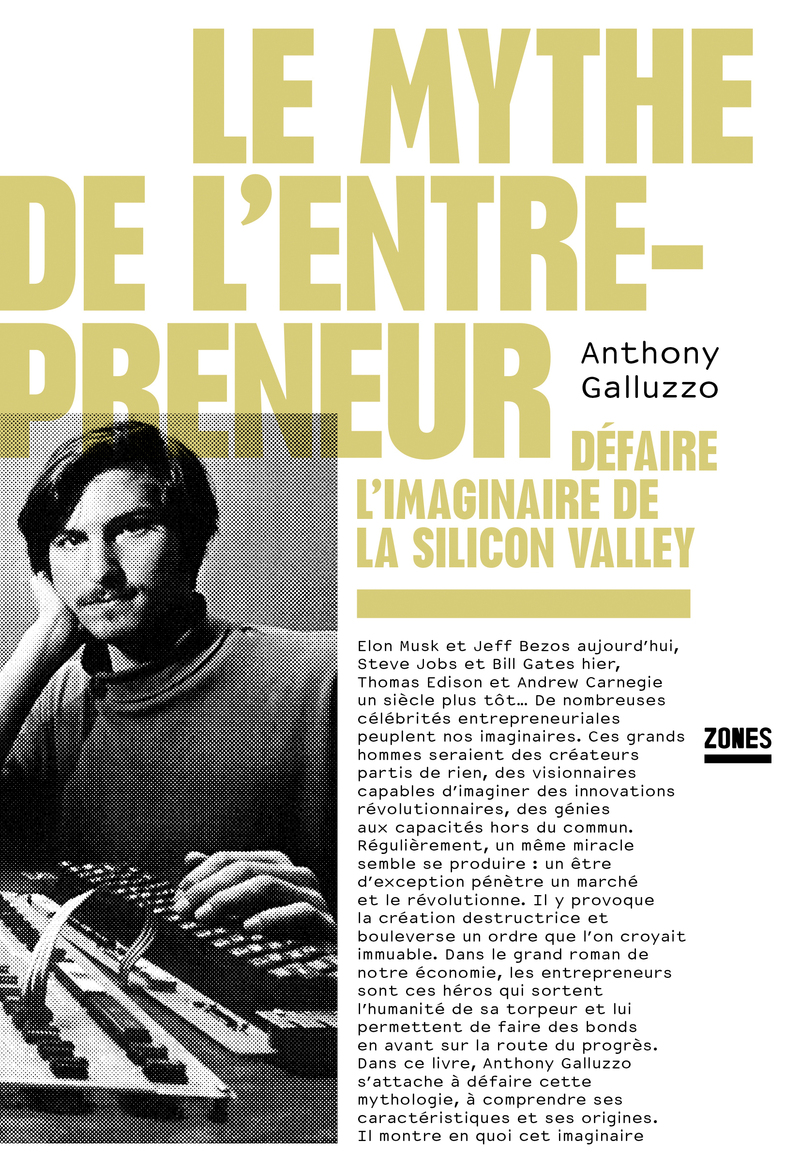 LE MYTHE
DE L’ENTRE-
PRENEUR
Anthony
Galluzzo
DÉFAIRE
L’IMAGINAIRE DE
LA SILICON VALLEY
Elon Musk et Jeff Bezos aujourd’hui,
Steve Jobs et Bill Gates hier,
Thomas Edison et Andrew Carnegie
un siècle plus tôt… De nombreuses
célébrités entrepreneuriales
peuplent nos imaginaires. Ces grands
hommes seraient des créateurs
partis de rien, des visionnaires
capables d’imaginer des innovations
révolutionnaires, des génies
aux capacités hors du commun.
Régulièrement, un même miracle
semble se produire : un être
d’exception pénètre un marché
et le révolutionne. Il y provoque
la création destructrice et
bouleverse un ordre que l’on croyait
immuable. Dans le grand roman de
notre économie, les entrepreneurs
sont ces héros qui sortent
l’humanité de sa torpeur et lui
permettent de faire des bonds
en avant sur la route du progrès.
Dans ce livre, Anthony Galluzzo
s’attache à défaire cette
mythologie, à comprendre ses
caractéristiques et ses origines.
Il montre en quoi cet imaginaire
ZONES